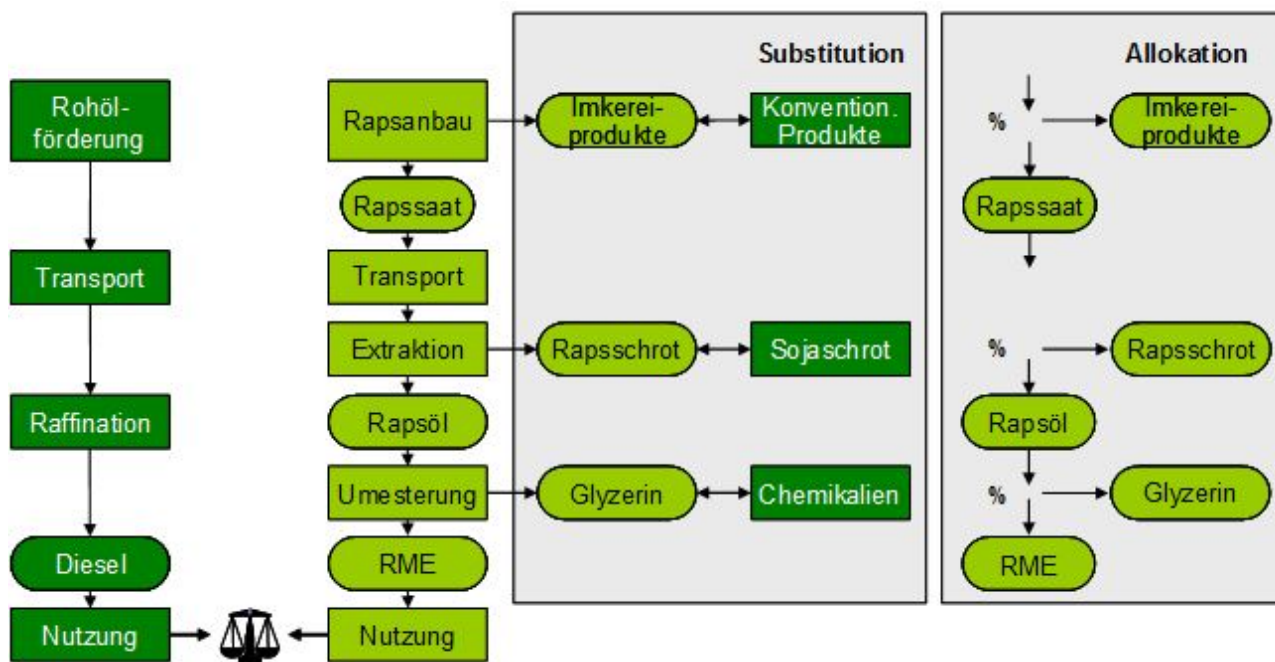 Rohöl-
förderung
Transport
Raffination
Diesel
Nutzung
Rapsanbau
Rapssaat
Transport
Extraktion
Rapsöl
Umesterung
RME
Nutzung
Substitution
Imkerei-
produkte
Konvention.
Produkte
Rapsschrot
Sojaschrot
Glyzerin
Chemikalien
Allokation
%
Imkerei-
produkte
Rapssaat
%
Rapsschrot
Rapsöl
%
Glyzerin
RME